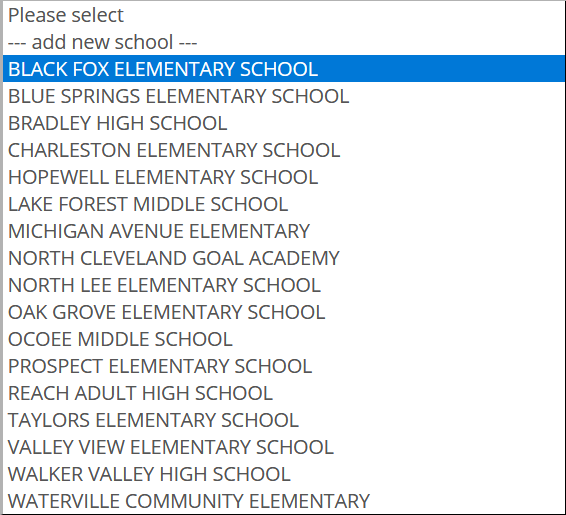 Please select
--- add new school ---
BLACK FOX ELEMENTARY SCHOOL
BLUE SPRINGS ELEMENTARY SCHOOL
BRADLEY HIGH SCHOOL
CHARLESTON ELEMENTARY SCHOOL
HOPEWELL ELEMENTARY SCHOOL
LAKE FOREST MIDDLE SCHOOL
MICHIGAN AVENUE ELEMENTARY
NORTH CLEVELAND GOAL ACADEMY
NORTH LEE ELEMENTARY SCHOOL
OAK GROVE ELEMENTARY SCHOOL
OCOEE MIDDLE SCHOOL
PROSPECT ELEMENTARY SCHOOL
REACH ADULT HIGH SCHOOL
TAYLORS ELEMENTARY SCHOOL
VALLEY VIEW ELEMENTARY SCHOOL
WALKER VALLEY HIGH SCHOOL
WATERVILLE COMMUNITY ELEMENTARY